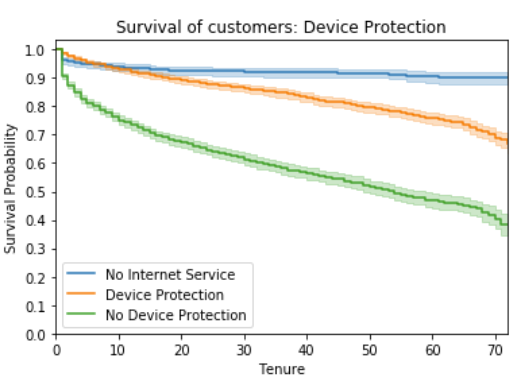 Survival of customers: Device Protection
Survival Probability
1.0
0.9
0.8
0.7
0.6
0.5
0.4
0.3
0.2
0.1
0.0
No Internet Service
Device Protection
No Device Protection
0 10 20 30 40 50 60 70
Tenure